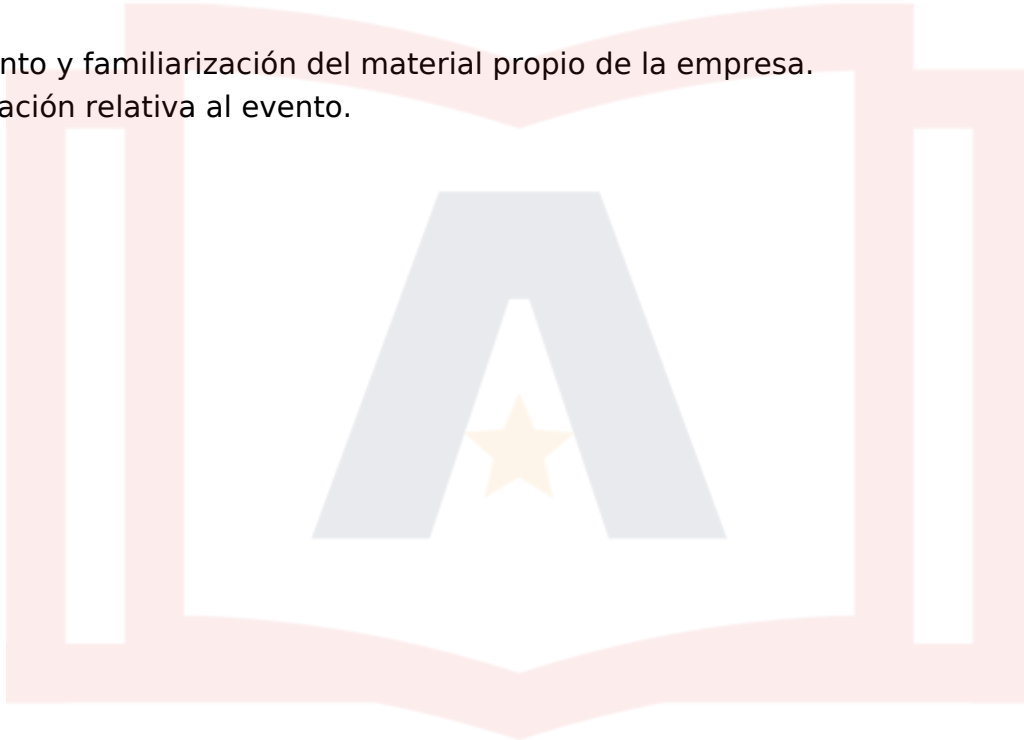 nto y familiarización del material propio de la empresa.
ación relativa al evento.